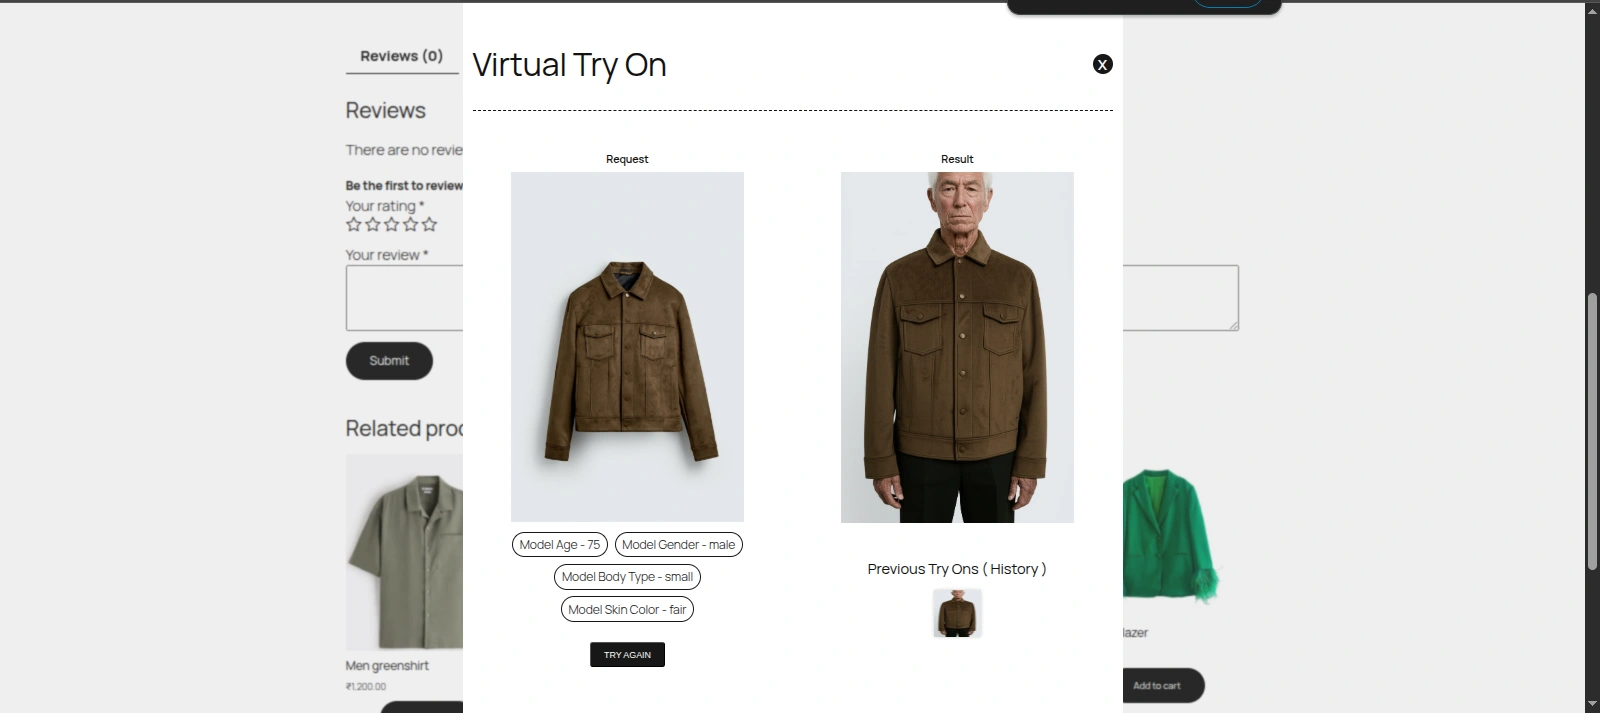 Reviews (0)
Virtual Try On
X
Reviews
There are no revie
Request
Result
Be the first to review
Your rating *
Your review *
Submit
Related proc
Model Age - 75
Model Gender - male
Model Body Type - small
Model Skin Color - fair
TRY AGAIN
Previous Try Ons ( History )
Men greenshirt
₹1,200.00
lazer
Add to cart